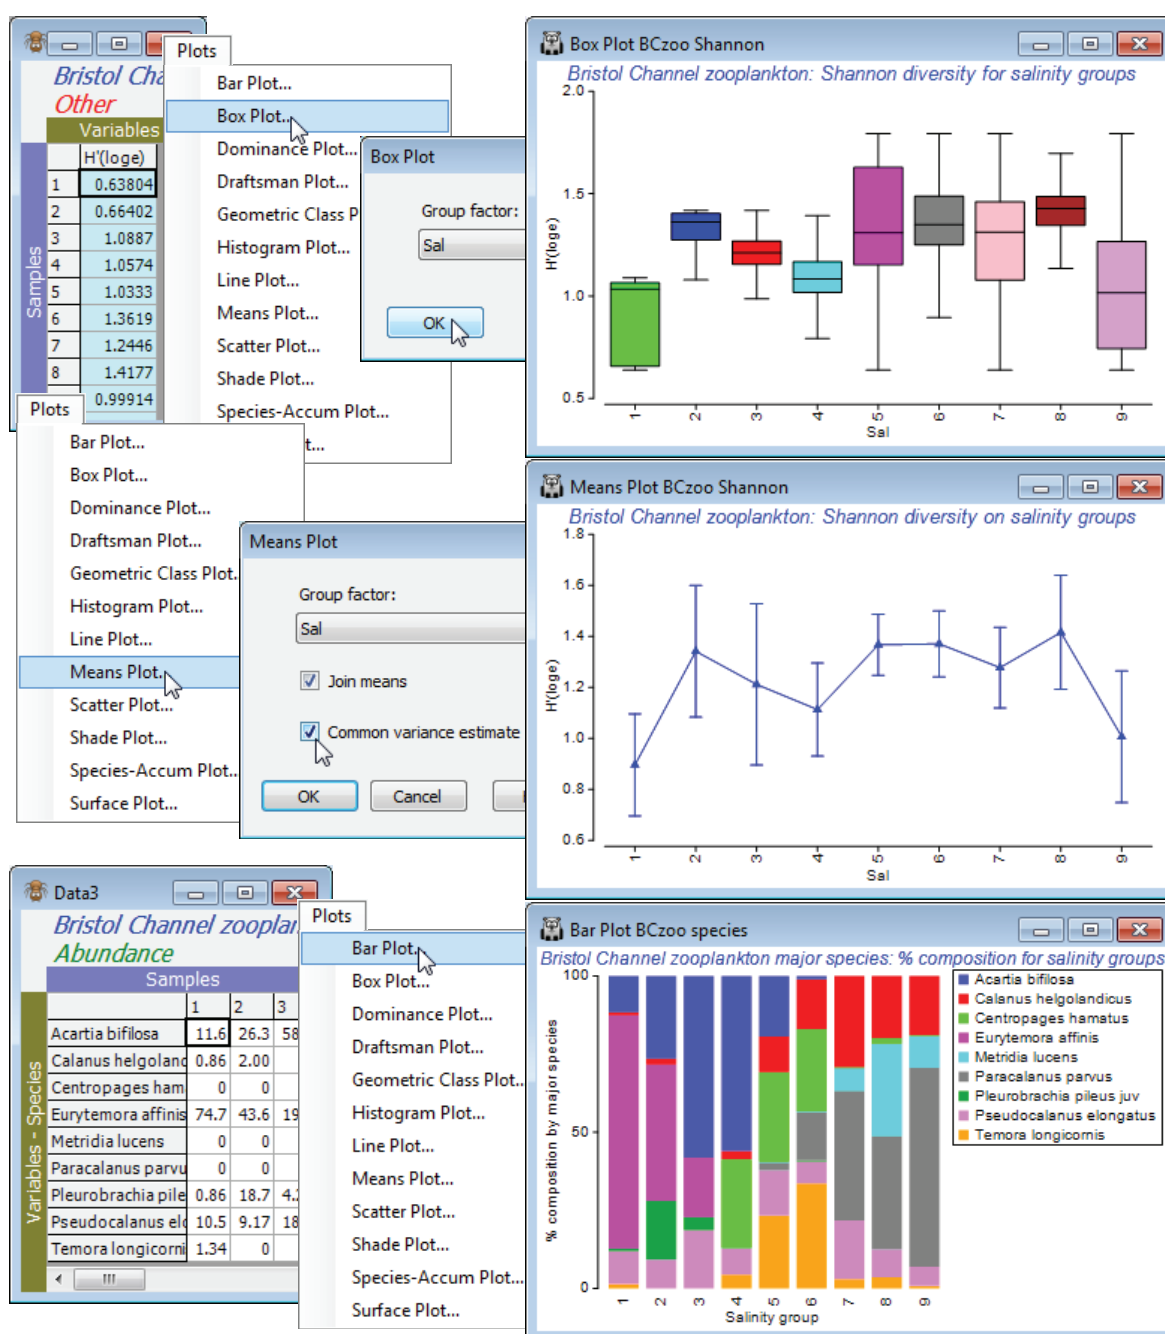 Bristol Cha
Other
Variables
H'(loge)
Samples
1 0.63804
2 0.66402
3 1.0887
4 1.0574
5 1.0333
6 1.3619
7 1.2446
8 1.4177
0.99914
Plots
Bar Plot...
Box Plot...
Dominance Plot...
Draftsman Plot...
Geometric Class P
Histogram Plot...
Line Plot...
Means Plot...
Scatter Plot...
Shade Plot...
Species-Accum Plot...
t...
Box Plot
Group factor:
Sal
OK
Box Plot BCzoo Shannon
Bristol Channel zooplankton: Shannon diversity for salinity groups
2.0
1.5
1.0
0.5
H'(loge)
1 2 3 4 5 6 7 8 9
Sal
Plots
Bar Plot...
Box Plot...
Dominance Plot...
Draftsman Plot...
Geometric Class Plot.
Histogram Plot...
Line Plot...
Means Plot..
Scatter Plot...
Shade Plot...
Species-Accum Plot..
Surface Plot...
Means Plot
Group factor:
Sal
Join means
Common variance estimate
OK Cancel
Means Plot BCzoo Shannon
Bristol Channel zooplankton: Shannon diversity on salinity groups
1.8
1.6
1.4
1.2
1.0
0.8
0.6
H'(loge)
1 2 3 4 5 6 7 8 9
Sal
Data3
Bristol Channel zooplan
Abundance
Samples
Variables - Species
1 2 3
Acartia bifilosa 11.6 26.3 58
Calanus helgoland 0.86 2.00
Centropages ham 0 0
Eurytemora affinis 74.7 43.6 19
Metridia lucens 0 0
Paracalanus parvu 0 0
Pleurobrachia pile 0.86 18.7 4.2
Pseudocalanus elo 10.5 9.17 18
Temora longicorni 1.34 0
Plots
Bar Plot..
Box Plot...
Dominance Plot...
Draftsman Plot...
Geometric Class Plot...
Histogram Plot...
Line Plot...
Means Plot...
Scatter Plot...
Shade Plot...
Species-Accum Plot...
Surface Plot...
Bar Plot BCzoo species
Bristol Channel zooplankton major species: % composition for salinity groups
100
50
0
% composition by major species
1 2 3 4 5 6 7 8 9
Salinity group
Acartia bifilosa
Calanus helgolandicus
Centropages hamatus
Eurytemora affinis
Metridia lucens
Paracalanus parvus
Pleurobrachia pileus juv
Pseudocalanus elongatus
Temora longicornis